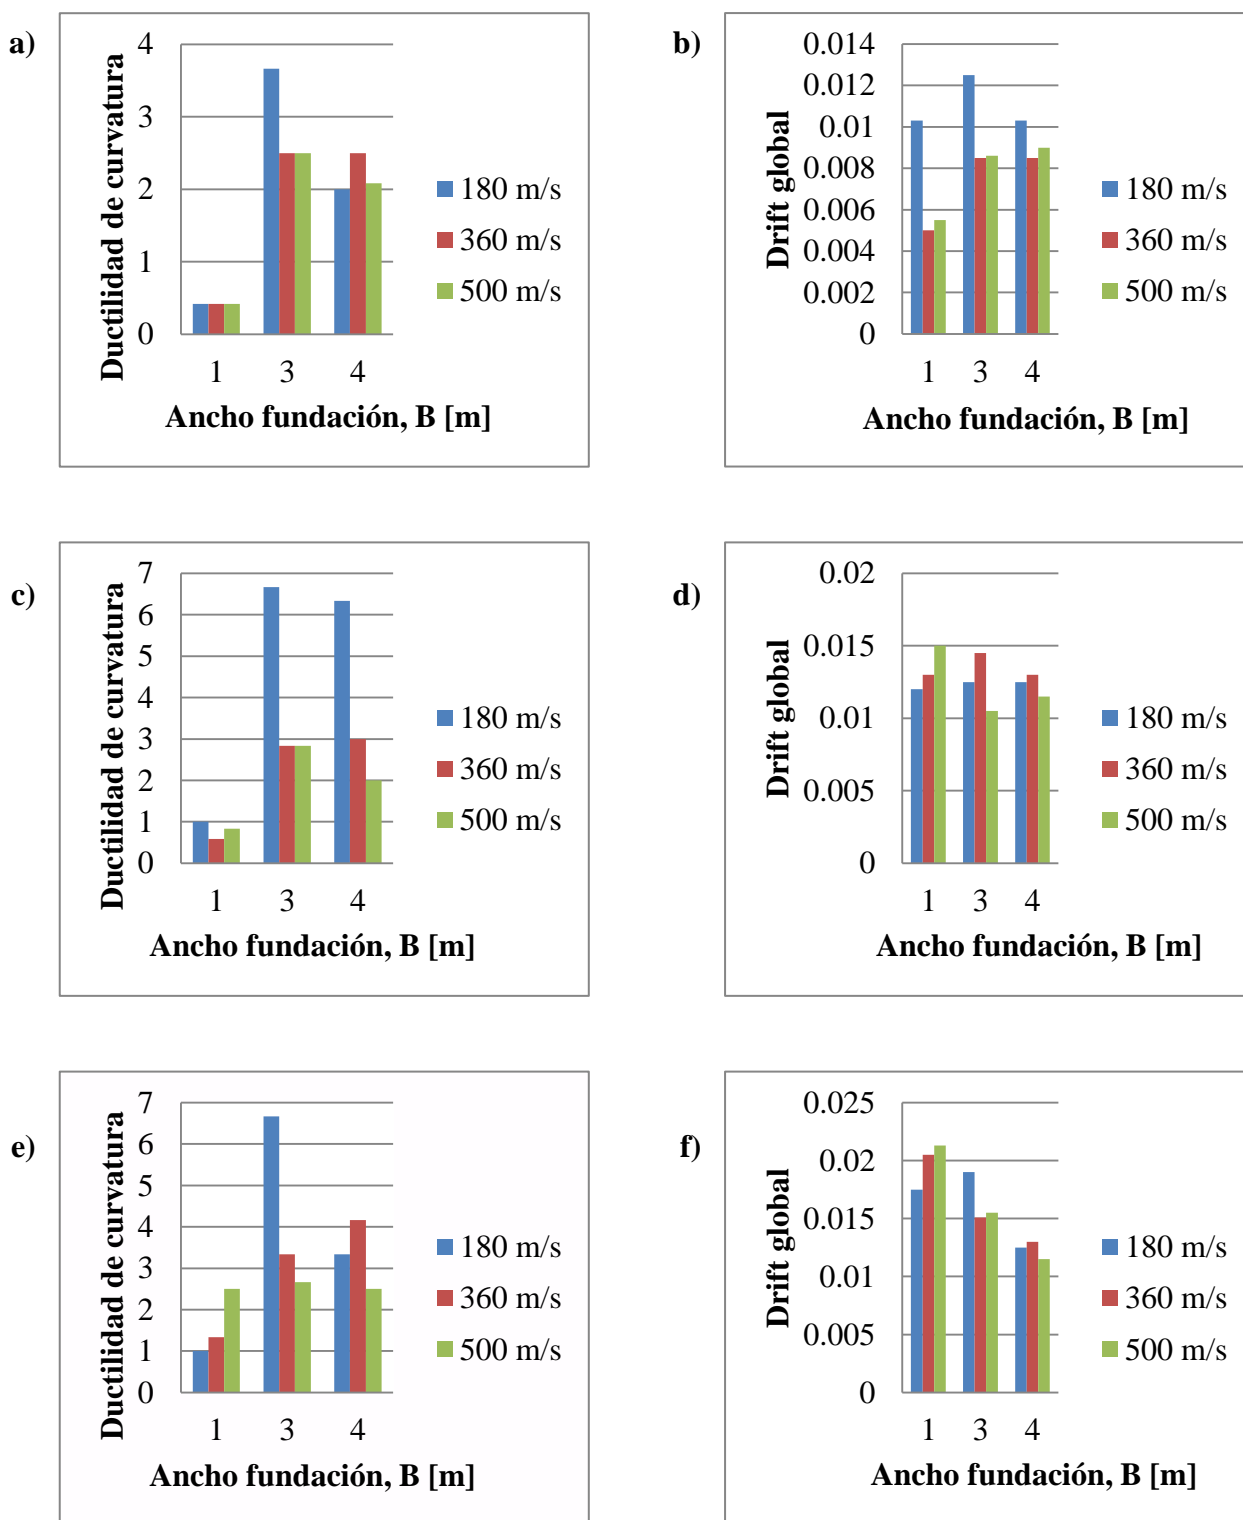 a)
Ductilidad de curvatura
4
3
2
1
0
1 3 4
Ancho fundación, B [m]
180 m/s
360 m/s
500 m/s
b)
Drift global
0.014
0.012
0.01
0.008
0.006
0.004
0.002
0
1 3 4
Ancho fundación, B [m]
180 m/s
360 m/s
500 m/s
c)
Ductilidad de curvatura
7
6
5
4
3
2
1
0
1 3 4
Ancho fundación, B [m]
180 m/s
360 m/s
500 m/s
d)
Drift global
0.02
0.015
0.01
0.005
0
1 3 4
Ancho fundación, B [m]
180 m/s
360 m/s
500 m/s
e)
Ductilidad de curvatura
7
6
5
4
3
2
1
0
1 3 4
Ancho fundación, B [m]
180 m/s
360 m/s
500 m/s
f)
Drift global
0.025
0.02
0.015
0.01
0.005
0
1 3 4
Ancho fundación, B [m]
180 m/s
360 m/s
500 m/s